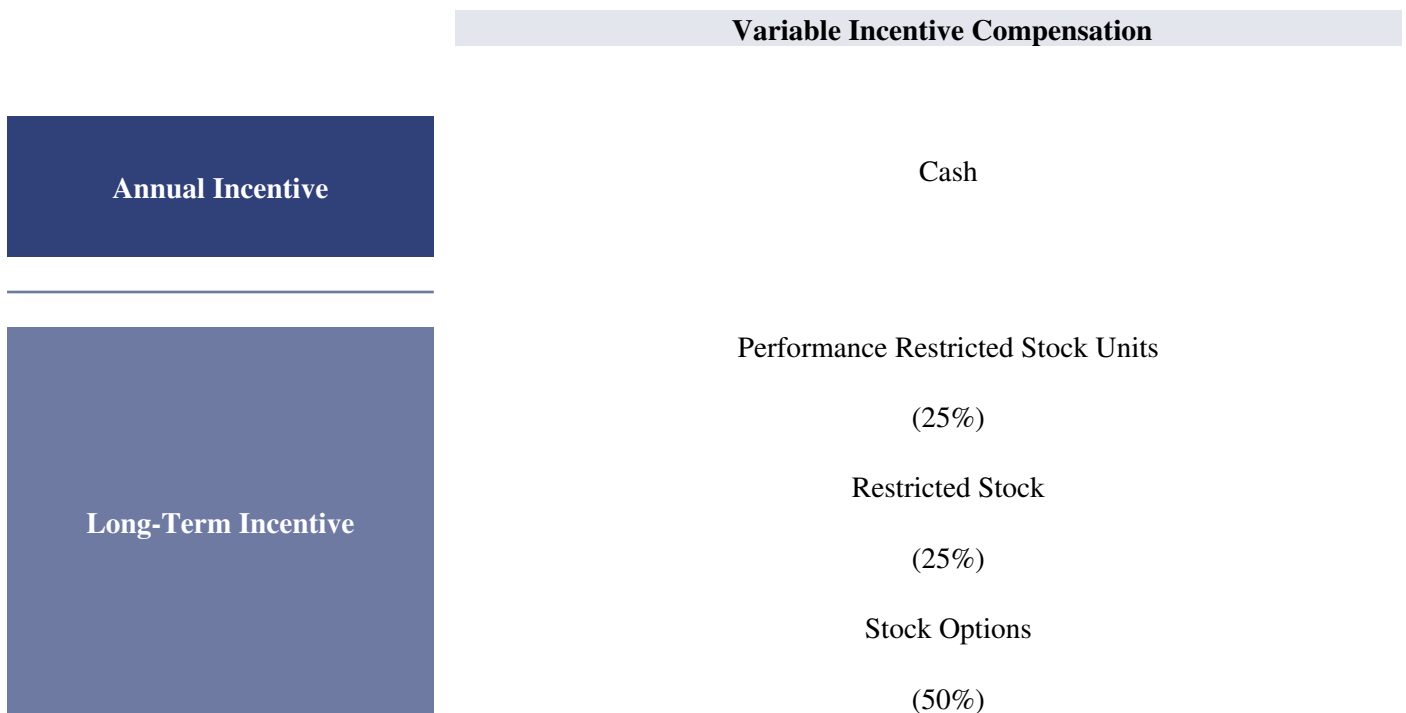 Variable Incentive Compensation
Annual Incentive
Cash
Long-Term Incentive
Performance Restricted Stock Units
(25%)
Restricted Stock
(25%)
Stock Options
(50%)